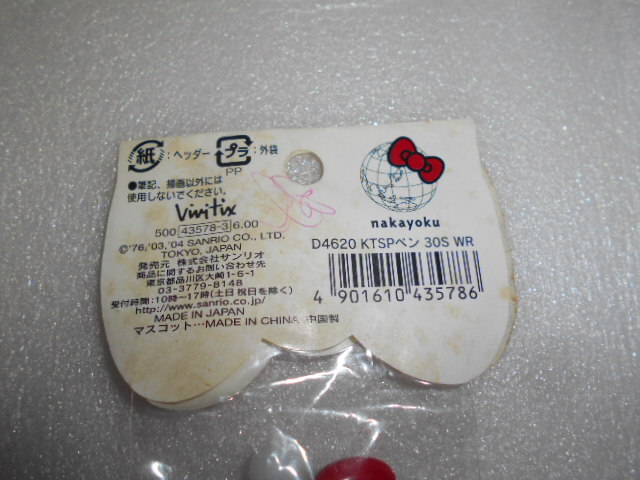 紙 :ヘッダー プラ :外袋
PP
●筆記、描画以外には
使用しないでください。
Vivitix
500 43578-3 6.00
©'76,'03,'04 SANRIO CO., LTD.
TOKYO, JAPAN
発売元 株式会社サンリオ
商品に関するお問い合わせ先
東京都品川区大崎1-6-1
03-3779-8148
受付時間:10時～17時(土日祝日を除く)
http://www.sanrio.co.jp/
MADE IN JAPAN
マスコット…MADE IN CHINA 中国製
nakayoku
D4620 KTSPペン 30S WR
4 901610 435786